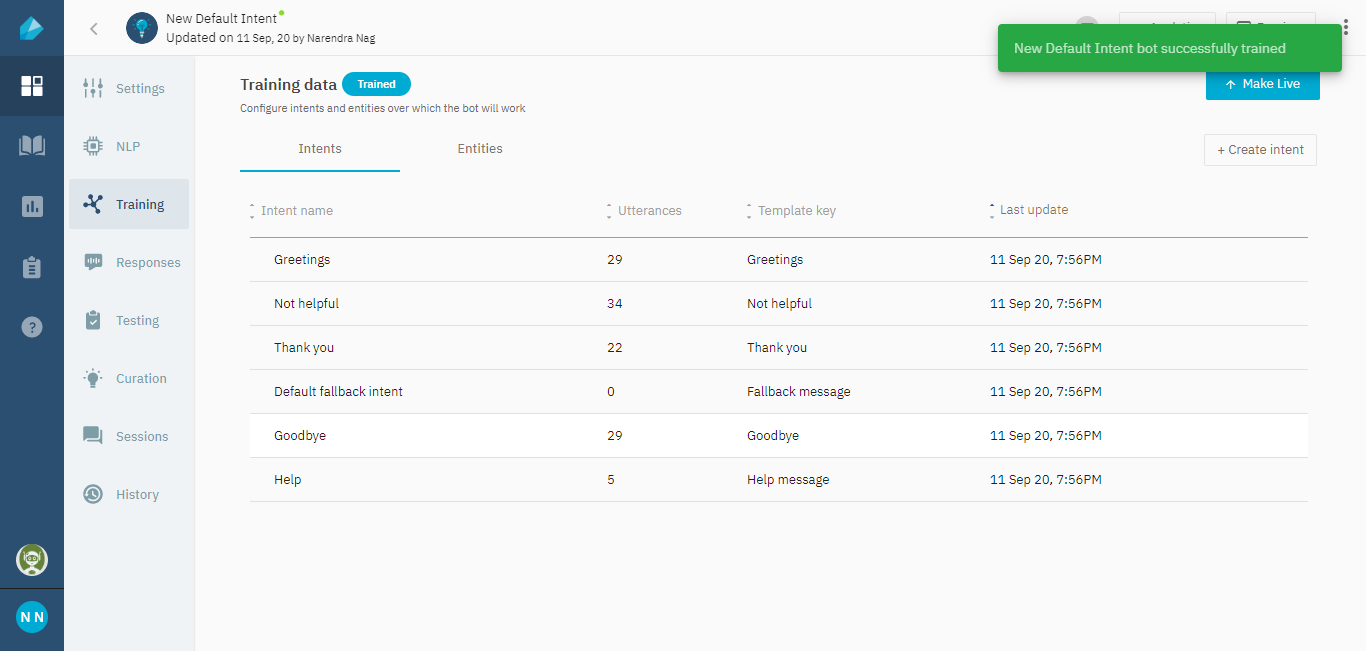 New Default Intent
Updated on 11 Sep, 20 by Narendra Nag
New Default Intent bot successfully trained
Settings
NLP
Training
Responses
Testing
Curation
Sessions
History
Training data Trained
Configure intents and entities over which the bot will work
Make Live
Intents Entities
+ Create intent
Intent name Utterances Template key Last update
Greetings 29 Greetings 11 Sep 20, 7:56PM
Not helpful 34 Not helpful 11 Sep 20, 7:56PM
Thank you 22 Thank you 11 Sep 20, 7:56PM
Default fallback intent 0 Fallback message 11 Sep 20, 7:56PM
Goodbye 29 Goodbye 11 Sep 20, 7:56PM
Help 5 Help message 11 Sep 20, 7:56PM
?
N N